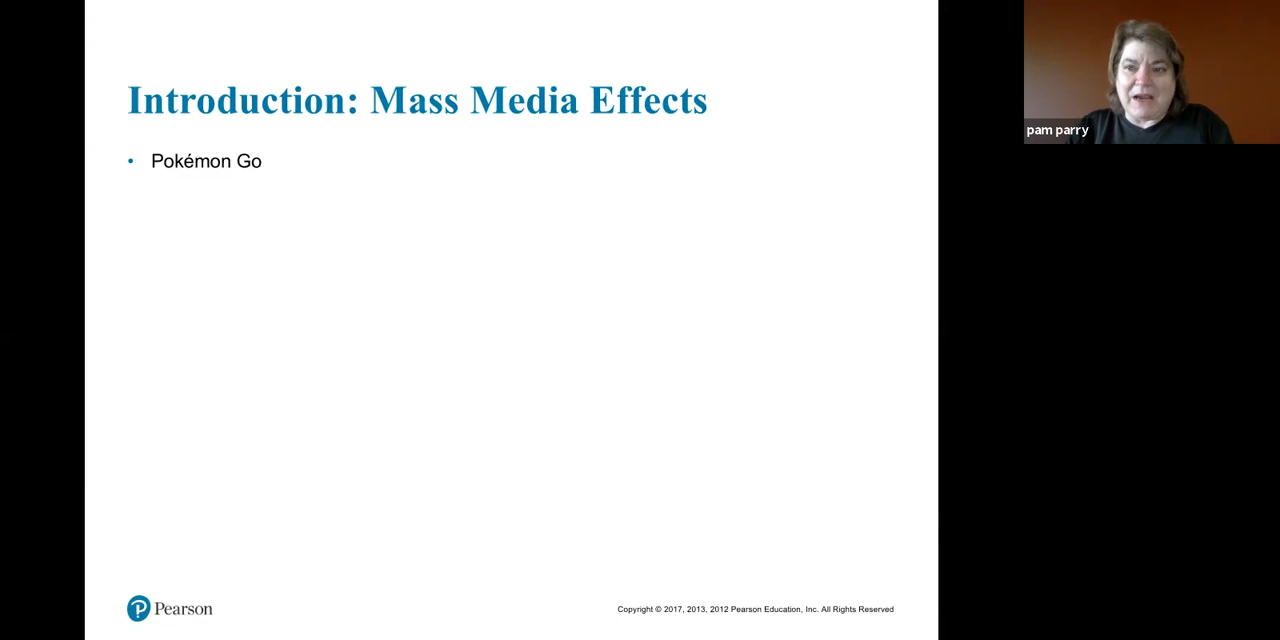 Introduction: Mass Media Effects
• Pokémon Go
pam parry
Pearson
Copyright © 2017, 2013, 2012 Pearson Education, Inc. All Rights Reserved